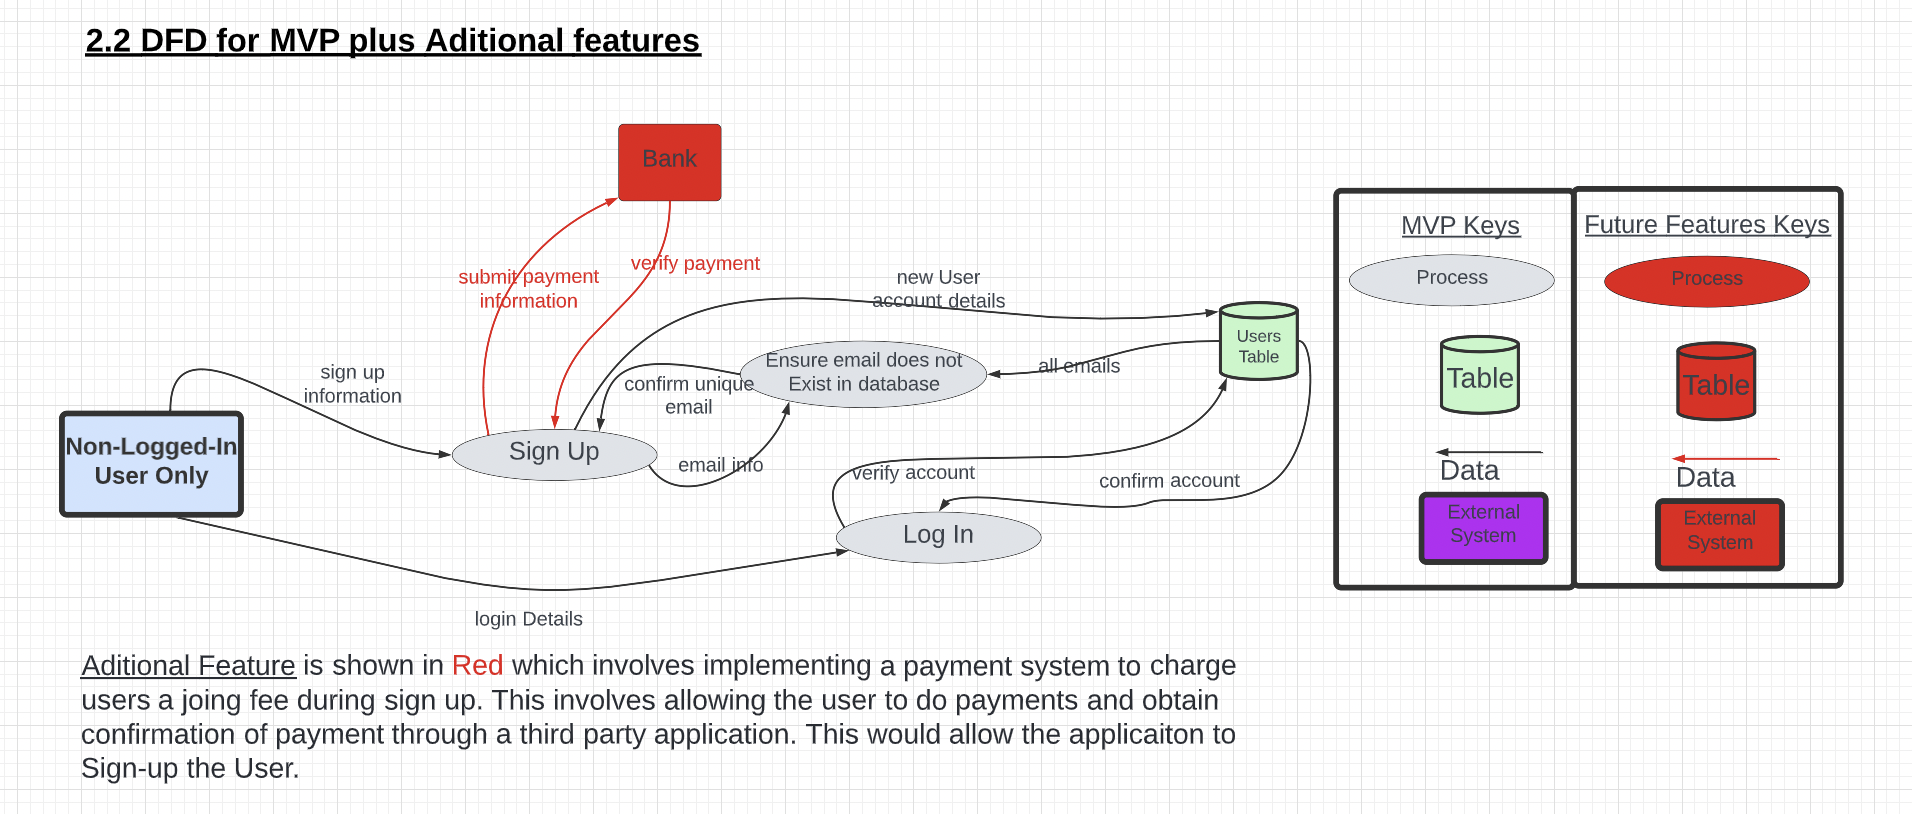 2.2 DFD for MVP plus Aditional features
Bank
submit payment
information
verify payment
new User
account details
Users
Table
all emails
Ensure email does not
Exist in database
confirm unique
email
sign up
information
Non-Logged-In
User Only
Sign Up
email info
verify account
confirm account
Log In
login Details
MVP Keys
Process
Table
Data
External
System
Future Features Keys
Process
Table
Data
External
System
Aditional Feature is shown in Red which involves implementing a payment system to charge
users a joing fee during sign up. This involves allowing the user to do payments and obtain
confirmation of payment through a third party application. This would allow the applicaiton to
Sign-up the User.